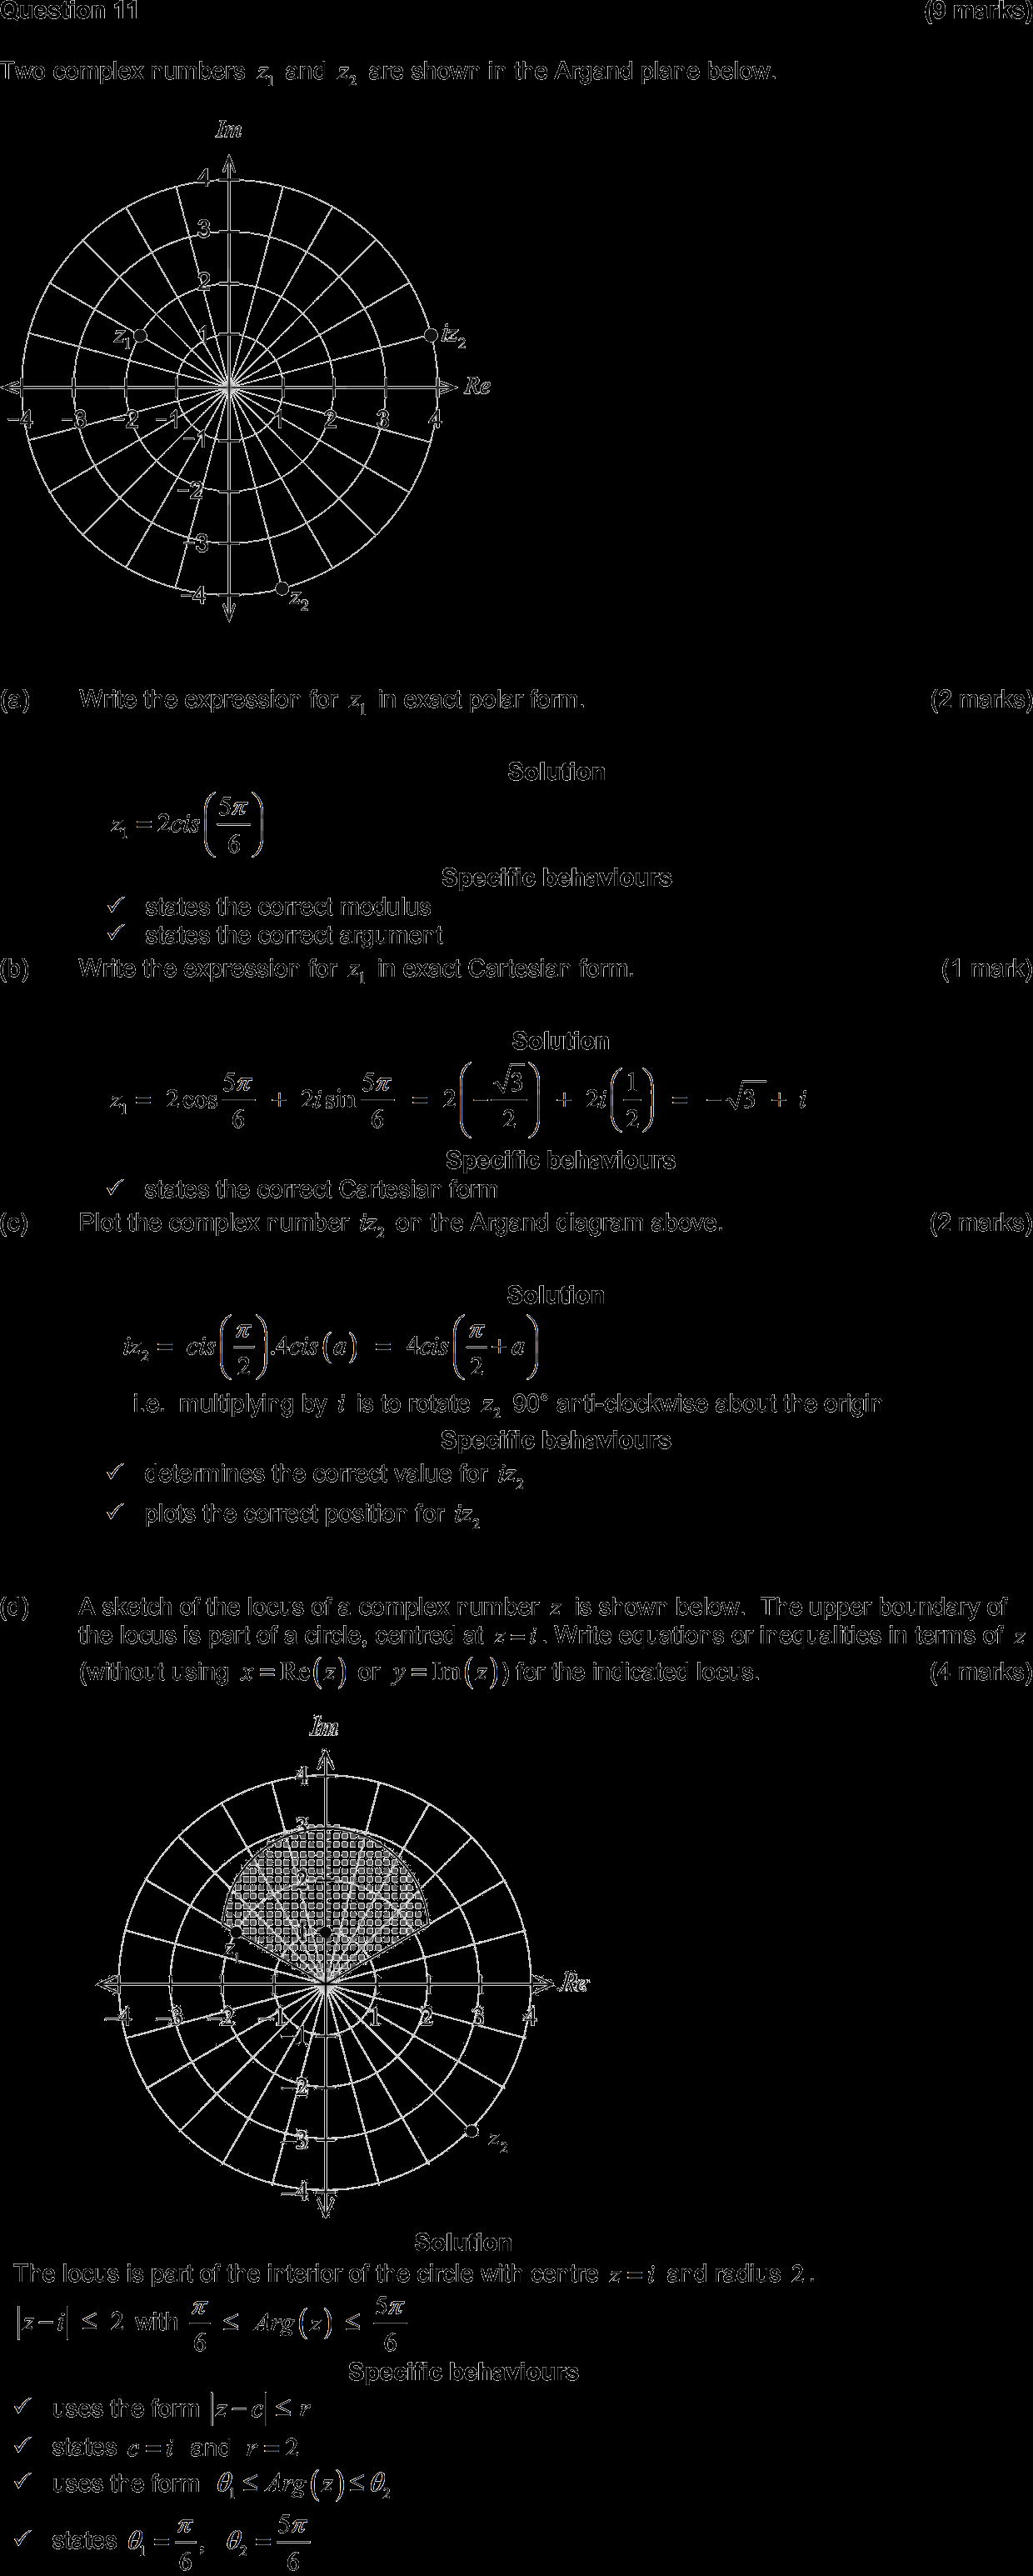 Question 11 (9 marks)
Two complex numbers z₁ and z₂ are shown in the Argand plane below.
Im
4
3
2
z₁ 1 iz₂
Re
−4 −3 −2 −1 1 2 3 4
−1
−2
−3
−4 z₂
(a) Write the expression for z₁ in exact polar form. (2 marks)
Solution
z₁ = 2cis(5π/6)
Specific behaviours
✓ states the correct modulus
✓ states the correct argument
(b) Write the expression for z₁ in exact Cartesian form. (1 mark)
Solution
z₁ = 2cos 5π/6 + 2i sin 5π/6 = 2(−√3/2) + 2i(1/2) = −√3 + i
Specific behaviours
✓ states the correct Cartesian form
(c) Plot the complex number iz₂ on the Argand diagram above. (2 marks)
Solution
iz₂ = cis(π/2).4cis(a) = 4cis(π/2 + a)
i.e. multiplying by i is to rotate z₂ 90° anti-clockwise about the origin
Specific behaviours
✓ determines the correct value for iz₂
✓ plots the correct position for iz₂
(d) A sketch of the locus of a complex number z is shown below. The upper boundary of
the locus is part of a circle, centred at z = i. Write equations or inequalities in terms of z
(without using x = Re(z) or y = Im(z)) for the indicated locus. (4 marks)
Im
4
3
2
1
z₁
Re
−4 −3 −2 −1 1 2 3 4
−1
−2
−3
z₂
−4
Solution
The locus is part of the interior of the circle with centre z = i and radius 2.
|z − i| ≤ 2 with π/6 ≤ Arg(z) ≤ 5π/6
Specific behaviours
✓ uses the form |z − c| ≤ r
✓ states c = i and r = 2
✓ uses the form θ₁ ≤ Arg(z) ≤ θ₂
✓ states θ₁ = π/6, θ₂ = 5π/6